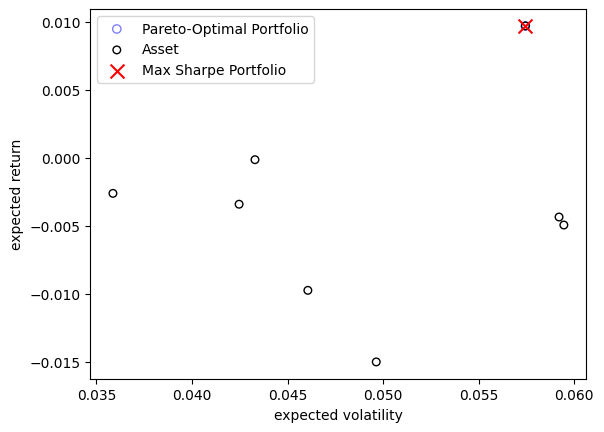 Pareto-Optimal Portfolio
Asset
Max Sharpe Portfolio
0.010
0.005
0.000
−0.005
−0.010
−0.015
expected return
0.035
0.040
0.045
0.050
0.055
0.060
expected volatility